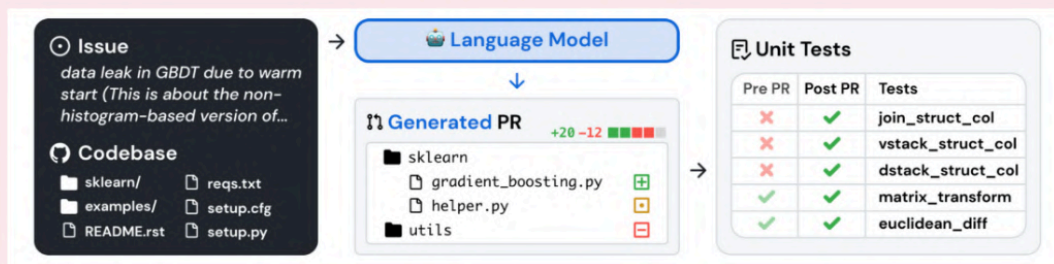 Issue
data leak in GBDT due to warm
start (This is about the non-
histogram-based version of...
Codebase
sklearn/ reqs.txt
examples/ setup.cfg
README.rst setup.py
Language Model
Generated PR +20 -12
sklearn
gradient_boosting.py
helper.py
utils
Unit Tests
Pre PR Post PR Tests
join_struct_col
vstack_struct_col
dstack_struct_col
matrix_transform
euclidean_diff